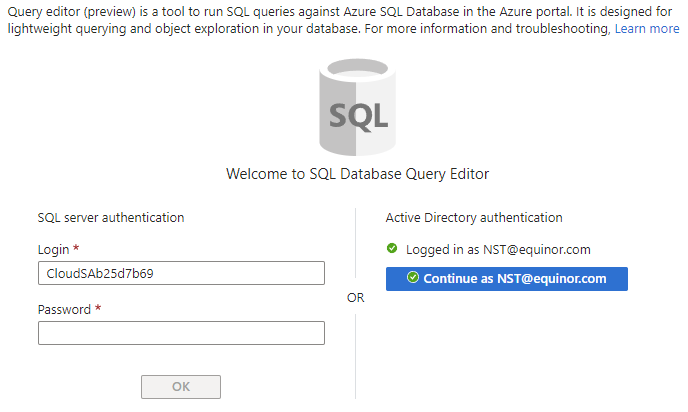 Query editor (preview) is a tool to run SQL queries against Azure SQL Database in the Azure portal. It is designed for
lightweight querying and object exploration in your database. For more information and troubleshooting, Learn more
SQL
Welcome to SQL Database Query Editor
SQL server authentication
Login *
CloudSAb25d7b69
Password *
OK
OR
Active Directory authentication
Logged in as NST@equinor.com
Continue as NST@equinor.com